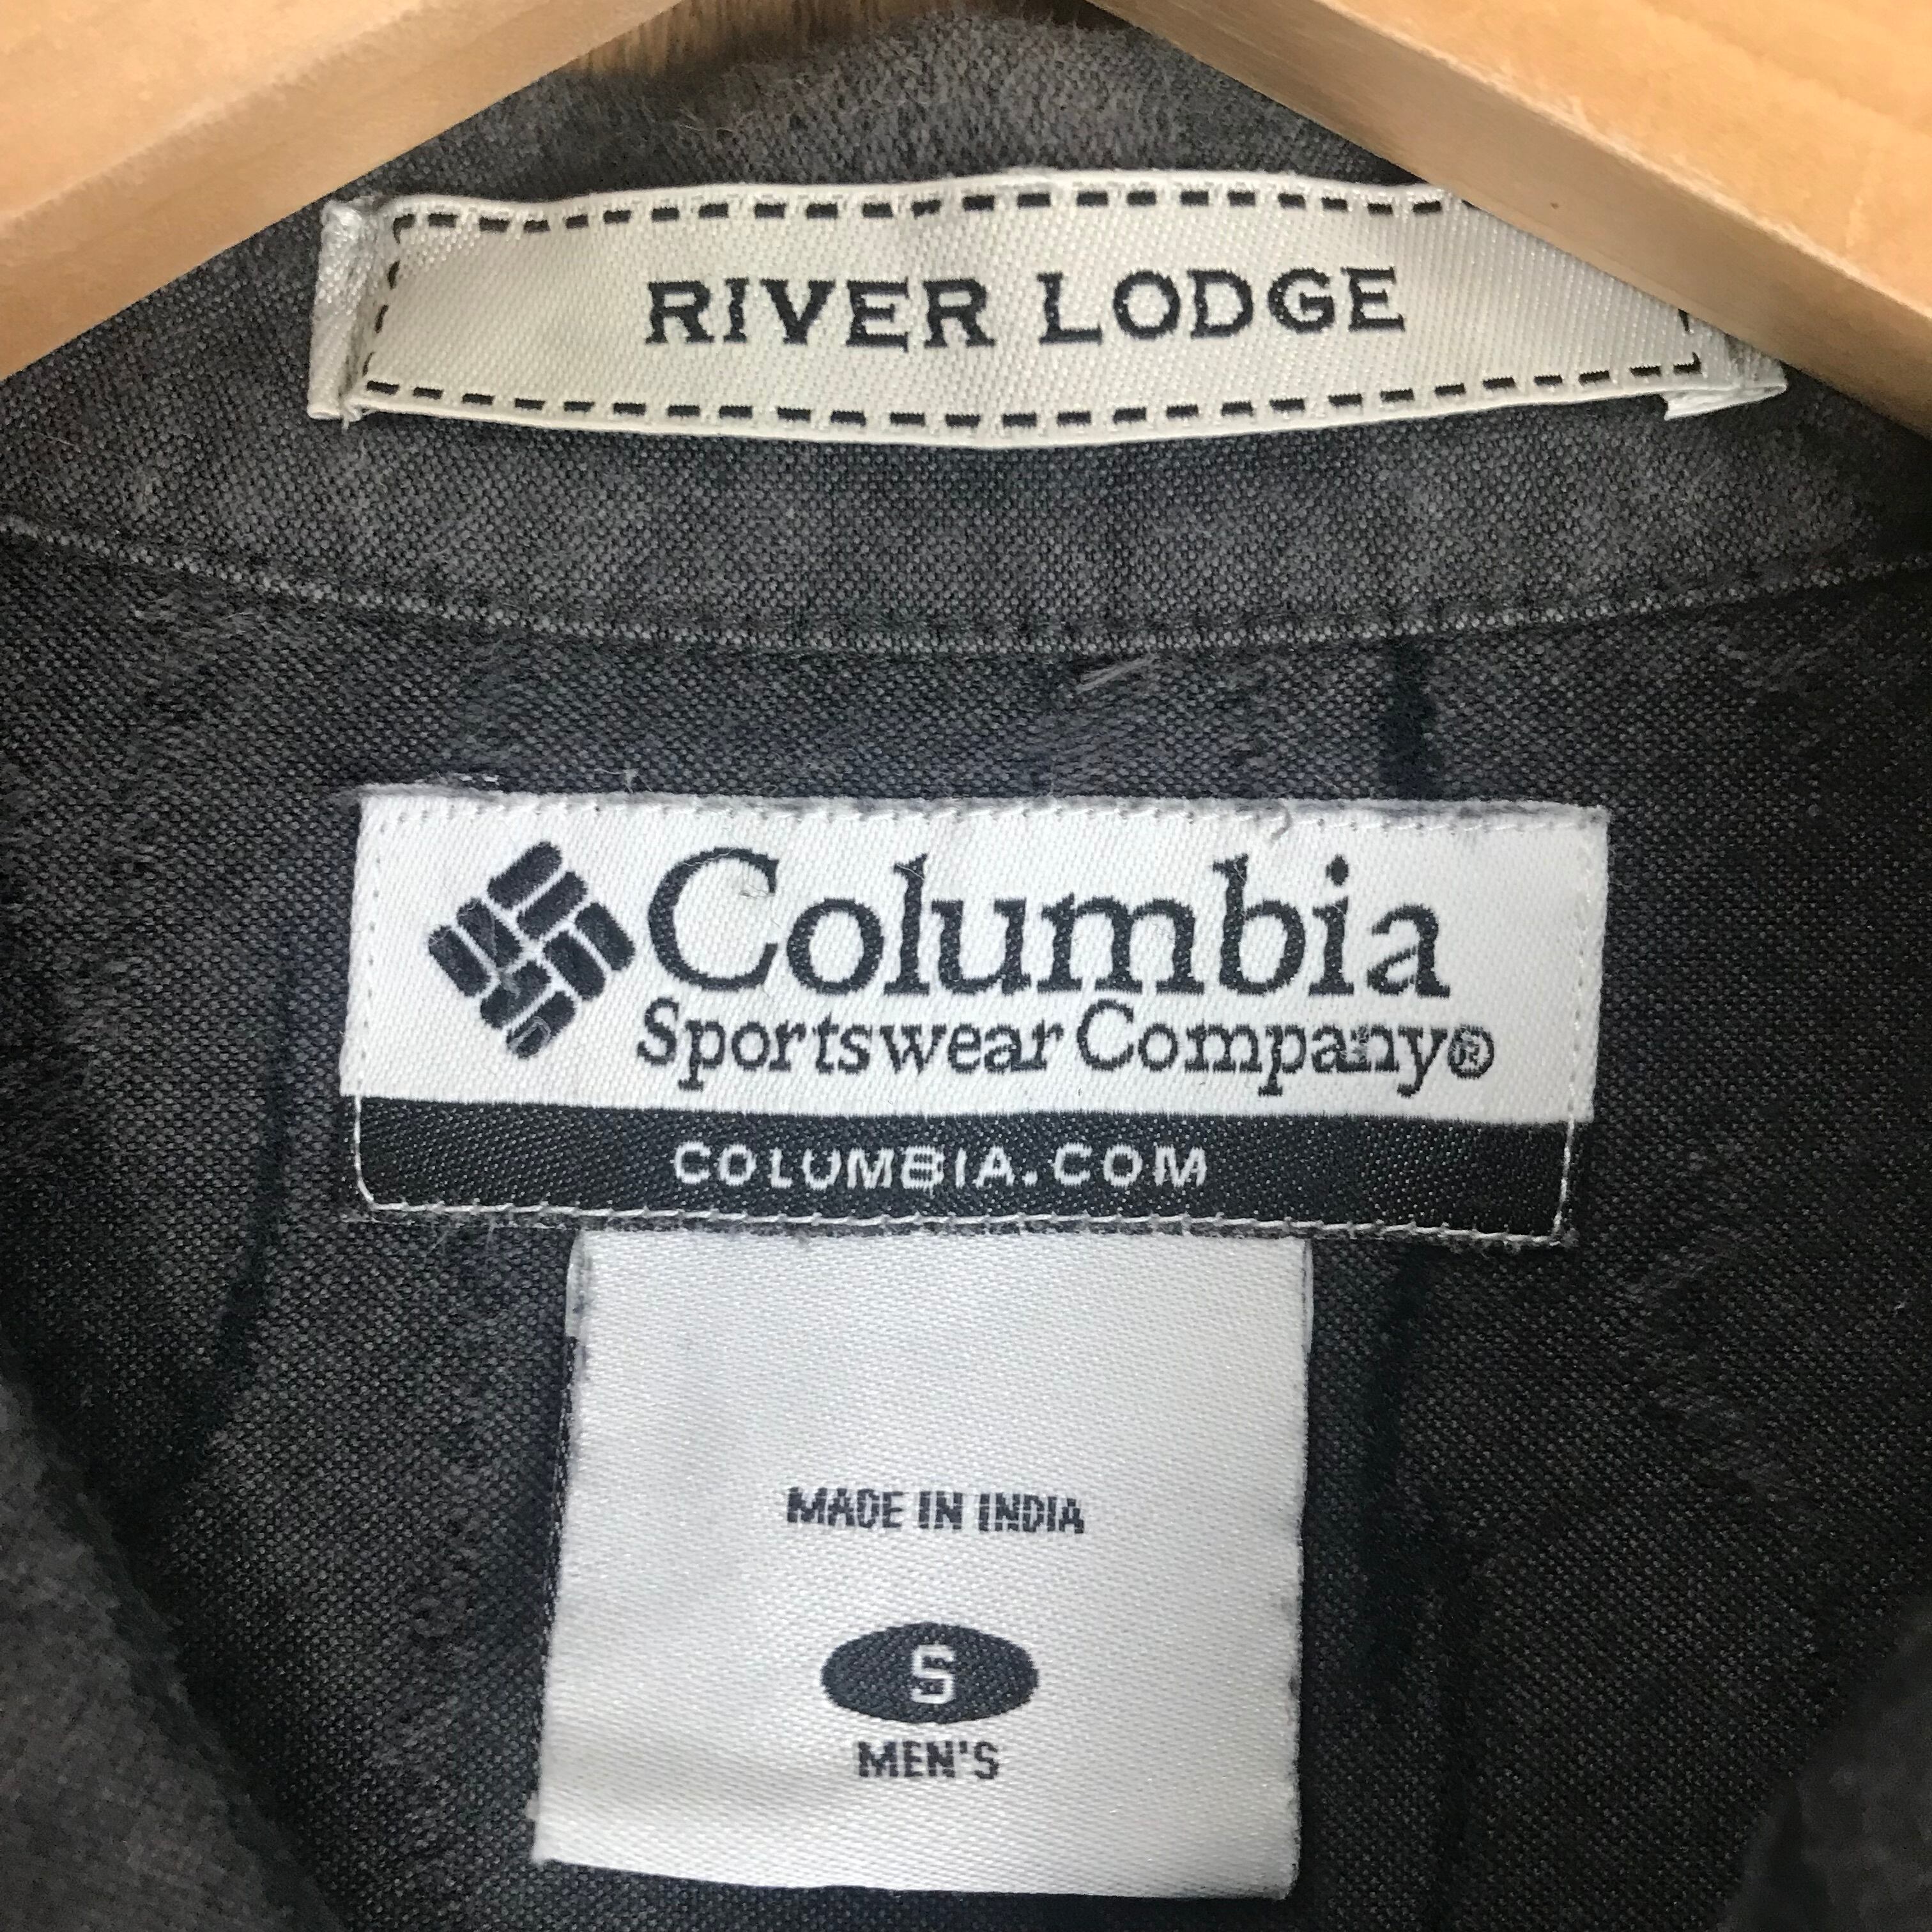 RIVER LODGE
Columbia
Sportswear Company®
COLUMBIA.COM
MADE IN INDIA
S
MEN'S